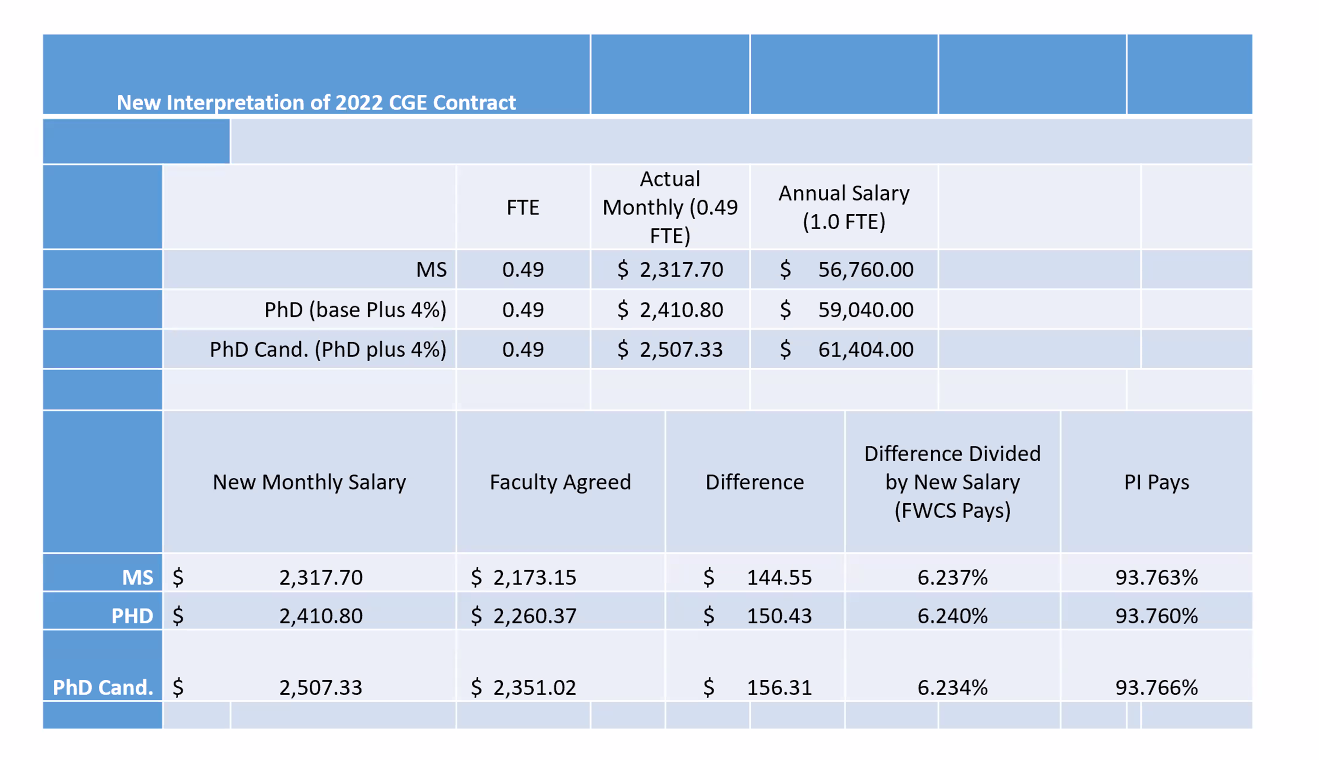 New Interpretation of 2022 CGE Contract
FTE
Actual
Monthly (0.49
FTE)
Annual Salary
(1.0 FTE)
MS 0.49 $ 2,317.70 $ 56,760.00
PhD (base Plus 4%) 0.49 $ 2,410.80 $ 59,040.00
PhD Cand. (PhD plus 4%) 0.49 $ 2,507.33 $ 61,404.00
New Monthly Salary
Faculty Agreed
Difference
Difference Divided
by New Salary
(FWCS Pays)
PI Pays
MS $ 2,317.70 $ 2,173.15 $ 144.55 6.237% 93.763%
PHD $ 2,410.80 $ 2,260.37 $ 150.43 6.240% 93.760%
PhD Cand. $ 2,507.33 $ 2,351.02 $ 156.31 6.234% 93.766%